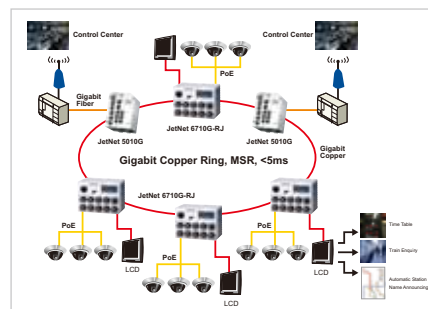 Control Center
Control Center
PoE
Gigabit
Fiber
JetNet 6710G-RJ
JetNet 5010G
JetNet 5010G
Gigabit
Copper
Gigabit Copper Ring, MSR, <5ms
JetNet 6710G-RJ
PoE
PoE
PoE
LCD
LCD
LCD
Time Table
Train Enquiry
Automatic Station
Name Announcing